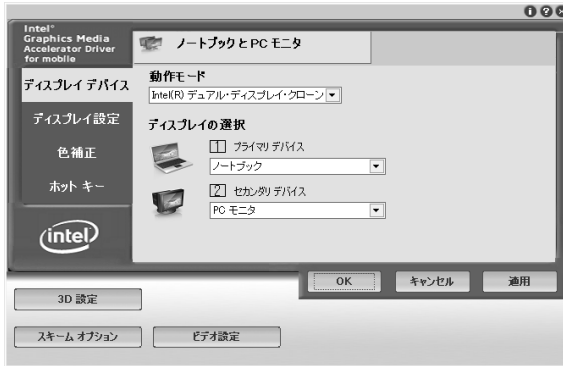 Intel®
Graphics Media
Accelerator Driver
for mobile
ノートブックと PC モニタ
ディスプレイ デバイス
ディスプレイ設定
色補正
ホット キー
intel
動作モード
Intel(R) デュアル・ディスプレイ・クローン
ディスプレイの選択
1 プライマリ デバイス
ノートブック
2 セカンダリ デバイス
PC モニタ
OK
キャンセル
適用
3D 設定
スキーム オプション
ビデオ設定